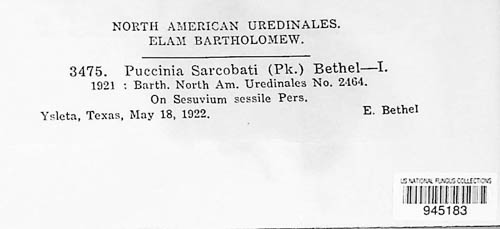 NORTH AMERICAN UREDINALES.
ELAM BARTHOLOMEW.
3475. Puccinia Sarcobati (Pk.) Bethel—I.
1921 : Barth. North Am. Uredinales No. 2464.
On Sesuvium sessile Pers.
Ysleta, Texas, May 18, 1922. E. Bethel
US NATIONAL FUNGUS COLLECTIONS
945183